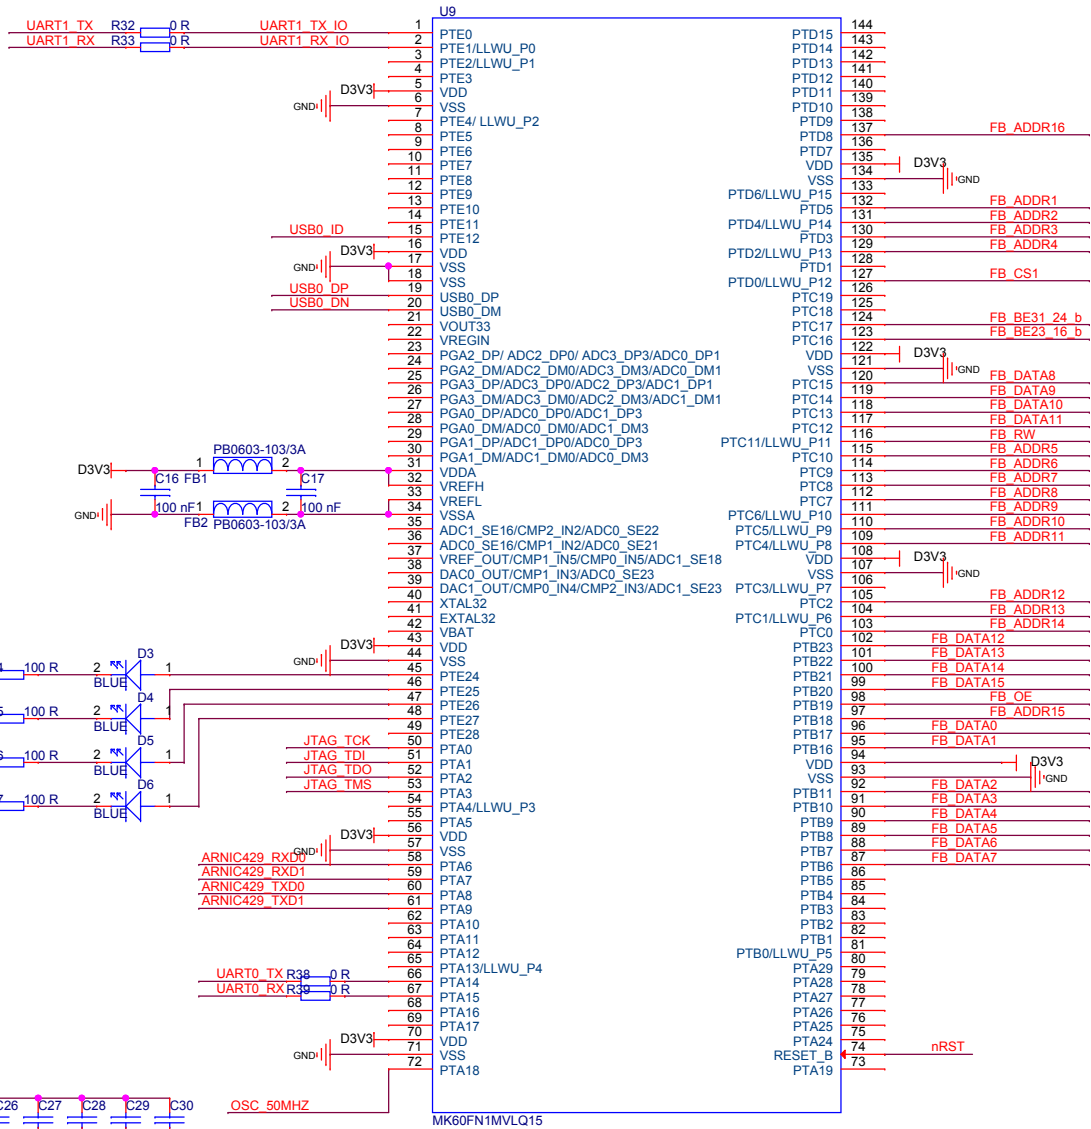 U9
UART1_TX R32 0 R UART1_TX_IO 1 PTE0
UART1_RX R33 0 R UART1_RX_IO 2 PTE1/LLWU_P0
3 PTE2/LLWU_P1
4 PTE3
D3V3 5 VDD
GND 6 VSS
7 PTE4/ LLWU_P2
8 PTE5
9 PTE6
10 PTE7
11 PTE8
12 PTE9
13 PTE10
14 PTE11
USB0_ID 15 PTE12
D3V3 16 VDD
GND 17 VSS
18 VSS
USB0_DP 19 USB0_DP
USB0_DN 20 USB0_DM
21 VOUT33
22 VREGIN
23 PGA2_DP/ ADC2_DP0/ ADC3_DP3/ADC0_DP1
24 PGA2_DM/ADC2_DM0/ADC3_DM3/ADC0_DM1
25 PGA3_DP/ADC3_DP0/ADC2_DP3/ADC1_DP1
26 PGA3_DM/ADC3_DM0/ADC2_DM3/ADC1_DM1
27 PGA0_DP/ADC0_DP0/ADC1_DP3
28 PGA0_DM/ADC0_DM0/ADC1_DM3
29 PGA1_DP/ADC1_DP0/ADC0_DP3
30 PGA1_DM/ADC1_DM0/ADC0_DM3
PB0603-103/3A
D3V3 1 2 31 VDDA
C16 FB1 C17 32 VREFH
33 VREFL
GND 100 nF 1 2 100 nF 34 VSSA
FB2 PB0603-103/3A
35 ADC1_SE16/CMP2_IN2/ADC0_SE22
36 ADC0_SE16/CMP1_IN2/ADC0_SE21
37 VREF_OUT/CMP1_IN5/CMP0_IN5/ADC1_SE18
38 DAC0_OUT/CMP1_IN3/ADC0_SE23
39 DAC1_OUT/CMP0_IN4/CMP2_IN3/ADC1_SE23
40 XTAL32
41 EXTAL32
42 VBAT
D3V3 43 VDD
GND 44 VSS
100 R 2 D3 1 45 PTE24
BLUE
46 PTE25
100 R 2 D4
BLUE
47 PTE26
100 R 2 D5 1
BLUE
48 PTE27
100 R 2 D6 1
BLUE
49 PTE28
JTAG_TCK 50 PTA0
JTAG_TDI 51 PTA1
JTAG_TDO 52 PTA2
JTAG_TMS 53 PTA3
54 PTA4/LLWU_P3
55 PTA5
D3V3 56 VDD
GND 57 VSS
ARNIC429_RXD0 58 PTA6
ARNIC429_RXD1 59 PTA7
ARNIC429_TXD0 60 PTA8
ARNIC429_TXD1 61 PTA9
62 PTA10
63 PTA11
64 PTA12
65 PTA13/LLWU_P4
UART0_TX R38 0 R 66 PTA14
UART0_RX R39 0 R 67 PTA15
68 PTA16
69 PTA17
D3V3 70 VDD
GND 71 VSS
72 PTA18
OSC_50MHZ
C26 C27 C28 C29 C30
PTD15 144
PTD14 143
PTD13 142
PTD12 141
PTD11 140
PTD10 139
PTD9 138
PTD8 137 FB_ADDR16
PTD7 136
VDD 135 D3V3
VSS 134 GND
PTD6/LLWU_P15 133
PTD5 132 FB_ADDR1
PTD4/LLWU_P14 131 FB_ADDR2
PTD3 130 FB_ADDR3
PTD2/LLWU_P13 129 FB_ADDR4
PTD1 128
PTD0/LLWU_P12 127 FB_CS1
PTC19 126
PTC18 125
PTC17 124 FB_BE31_24_b
PTC16 123 FB_BE23_16_b
VDD 122 D3V3
VSS 121 GND
PTC15 120 FB_DATA8
PTC14 119 FB_DATA9
PTC13 118 FB_DATA10
PTC12 117 FB_DATA11
PTC11/LLWU_P11 116 FB_RW
PTC10 115 FB_ADDR5
PTC9 114 FB_ADDR6
PTC8 113 FB_ADDR7
PTC7 112 FB_ADDR8
PTC6/LLWU_P10 111 FB_ADDR9
PTC5/LLWU_P9 110 FB_ADDR10
PTC4/LLWU_P8 109 FB_ADDR11
VDD 108 D3V3
VSS 107 GND
PTC3/LLWU_P7 106
PTC2 105 FB_ADDR12
PTC1/LLWU_P6 104 FB_ADDR13
PTC0 103 FB_ADDR14
PTB23 102 FB_DATA12
PTB22 101 FB_DATA13
PTB21 100 FB_DATA14
PTB20 99 FB_DATA15
PTB19 98 FB_OE
PTB18 97 FB_ADDR15
PTB17 96 FB_DATA0
PTB16 95 FB_DATA1
VDD 94 D3V3
VSS 93 GND
PTB11 92 FB_DATA2
PTB10 91 FB_DATA3
PTB9 90 FB_DATA4
PTB8 89 FB_DATA5
PTB7 88 FB_DATA6
PTB6 87 FB_DATA7
PTB5 86
PTB4 85
PTB3 84
PTB2 83
PTB1 82
PTB0/LLWU_P5 81
PTA29 80
PTA28 79
PTA27 78
PTA26 77
PTA25 76
PTA24 75
RESET_B 74 nRST
PTA19 73
MK60FN1MVLQ15